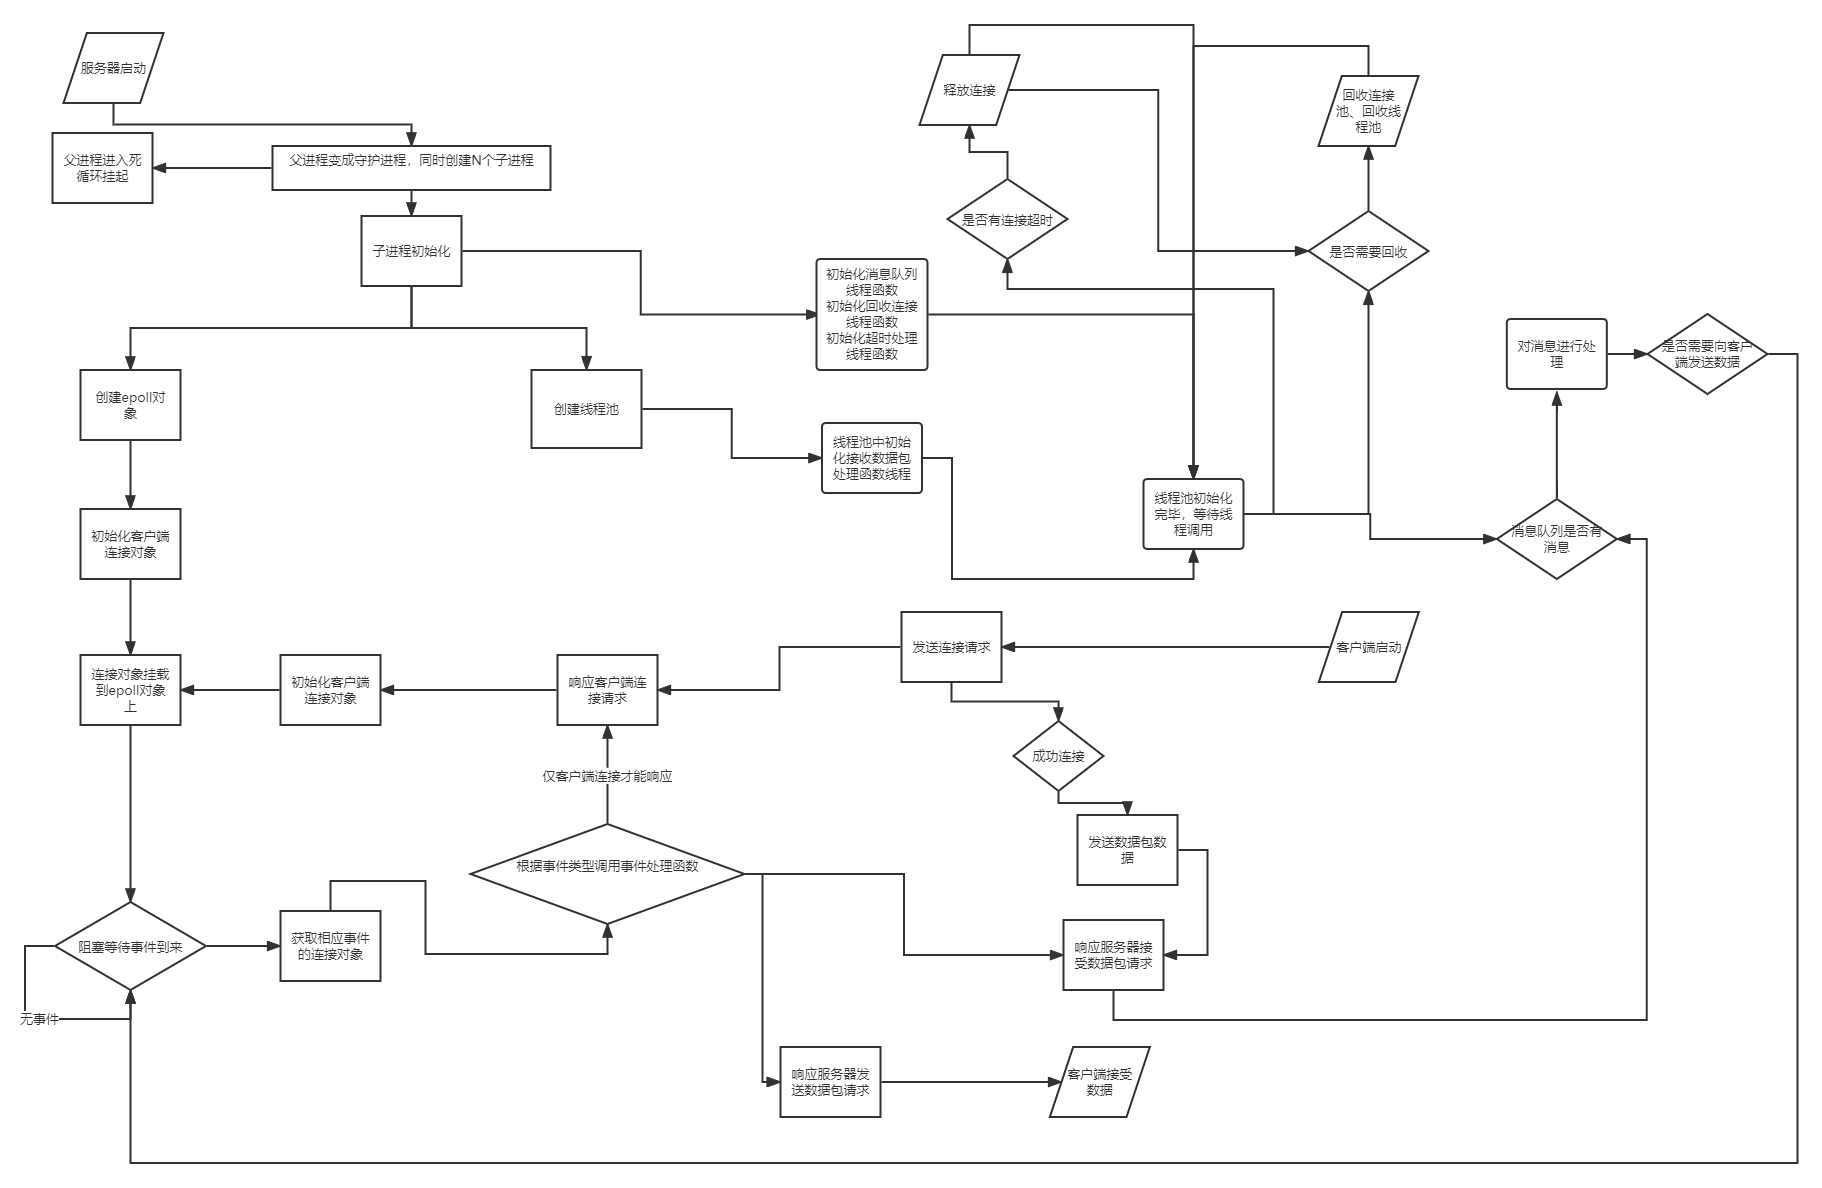 服务器启动
释放连接
回收连接
池、回收线
程池
父进程进入死
循环挂起
父进程变成守护进程，同时创建N个子进程
是否有连接超时
子进程初始化
是否需要回收
初始化消息队列
线程函数
初始化回收连接
线程函数
初始化超时处理
线程函数
对消息进行处
理
是否需要向客户
端发送数据
创建epoll对
象
创建线程池
线程池中初始
化接收数据包
处理函数线程
线程池初始化
完毕，等待线
程调用
消息队列是否有
消息
初始化客户端
连接对象
连接对象挂载
到epoll对象
上
初始化客户端
连接对象
响应客户端连
接请求
发送连接请求
客户端启动
成功连接
仅客户端连接才能响应
发送数据包数
据
根据事件类型调用事件处理函数
阻塞等待事件到来
获取相应事件
的连接对象
响应服务器接
受数据包请求
无事件
响应服务器发
送数据包请求
客户端接受
数据